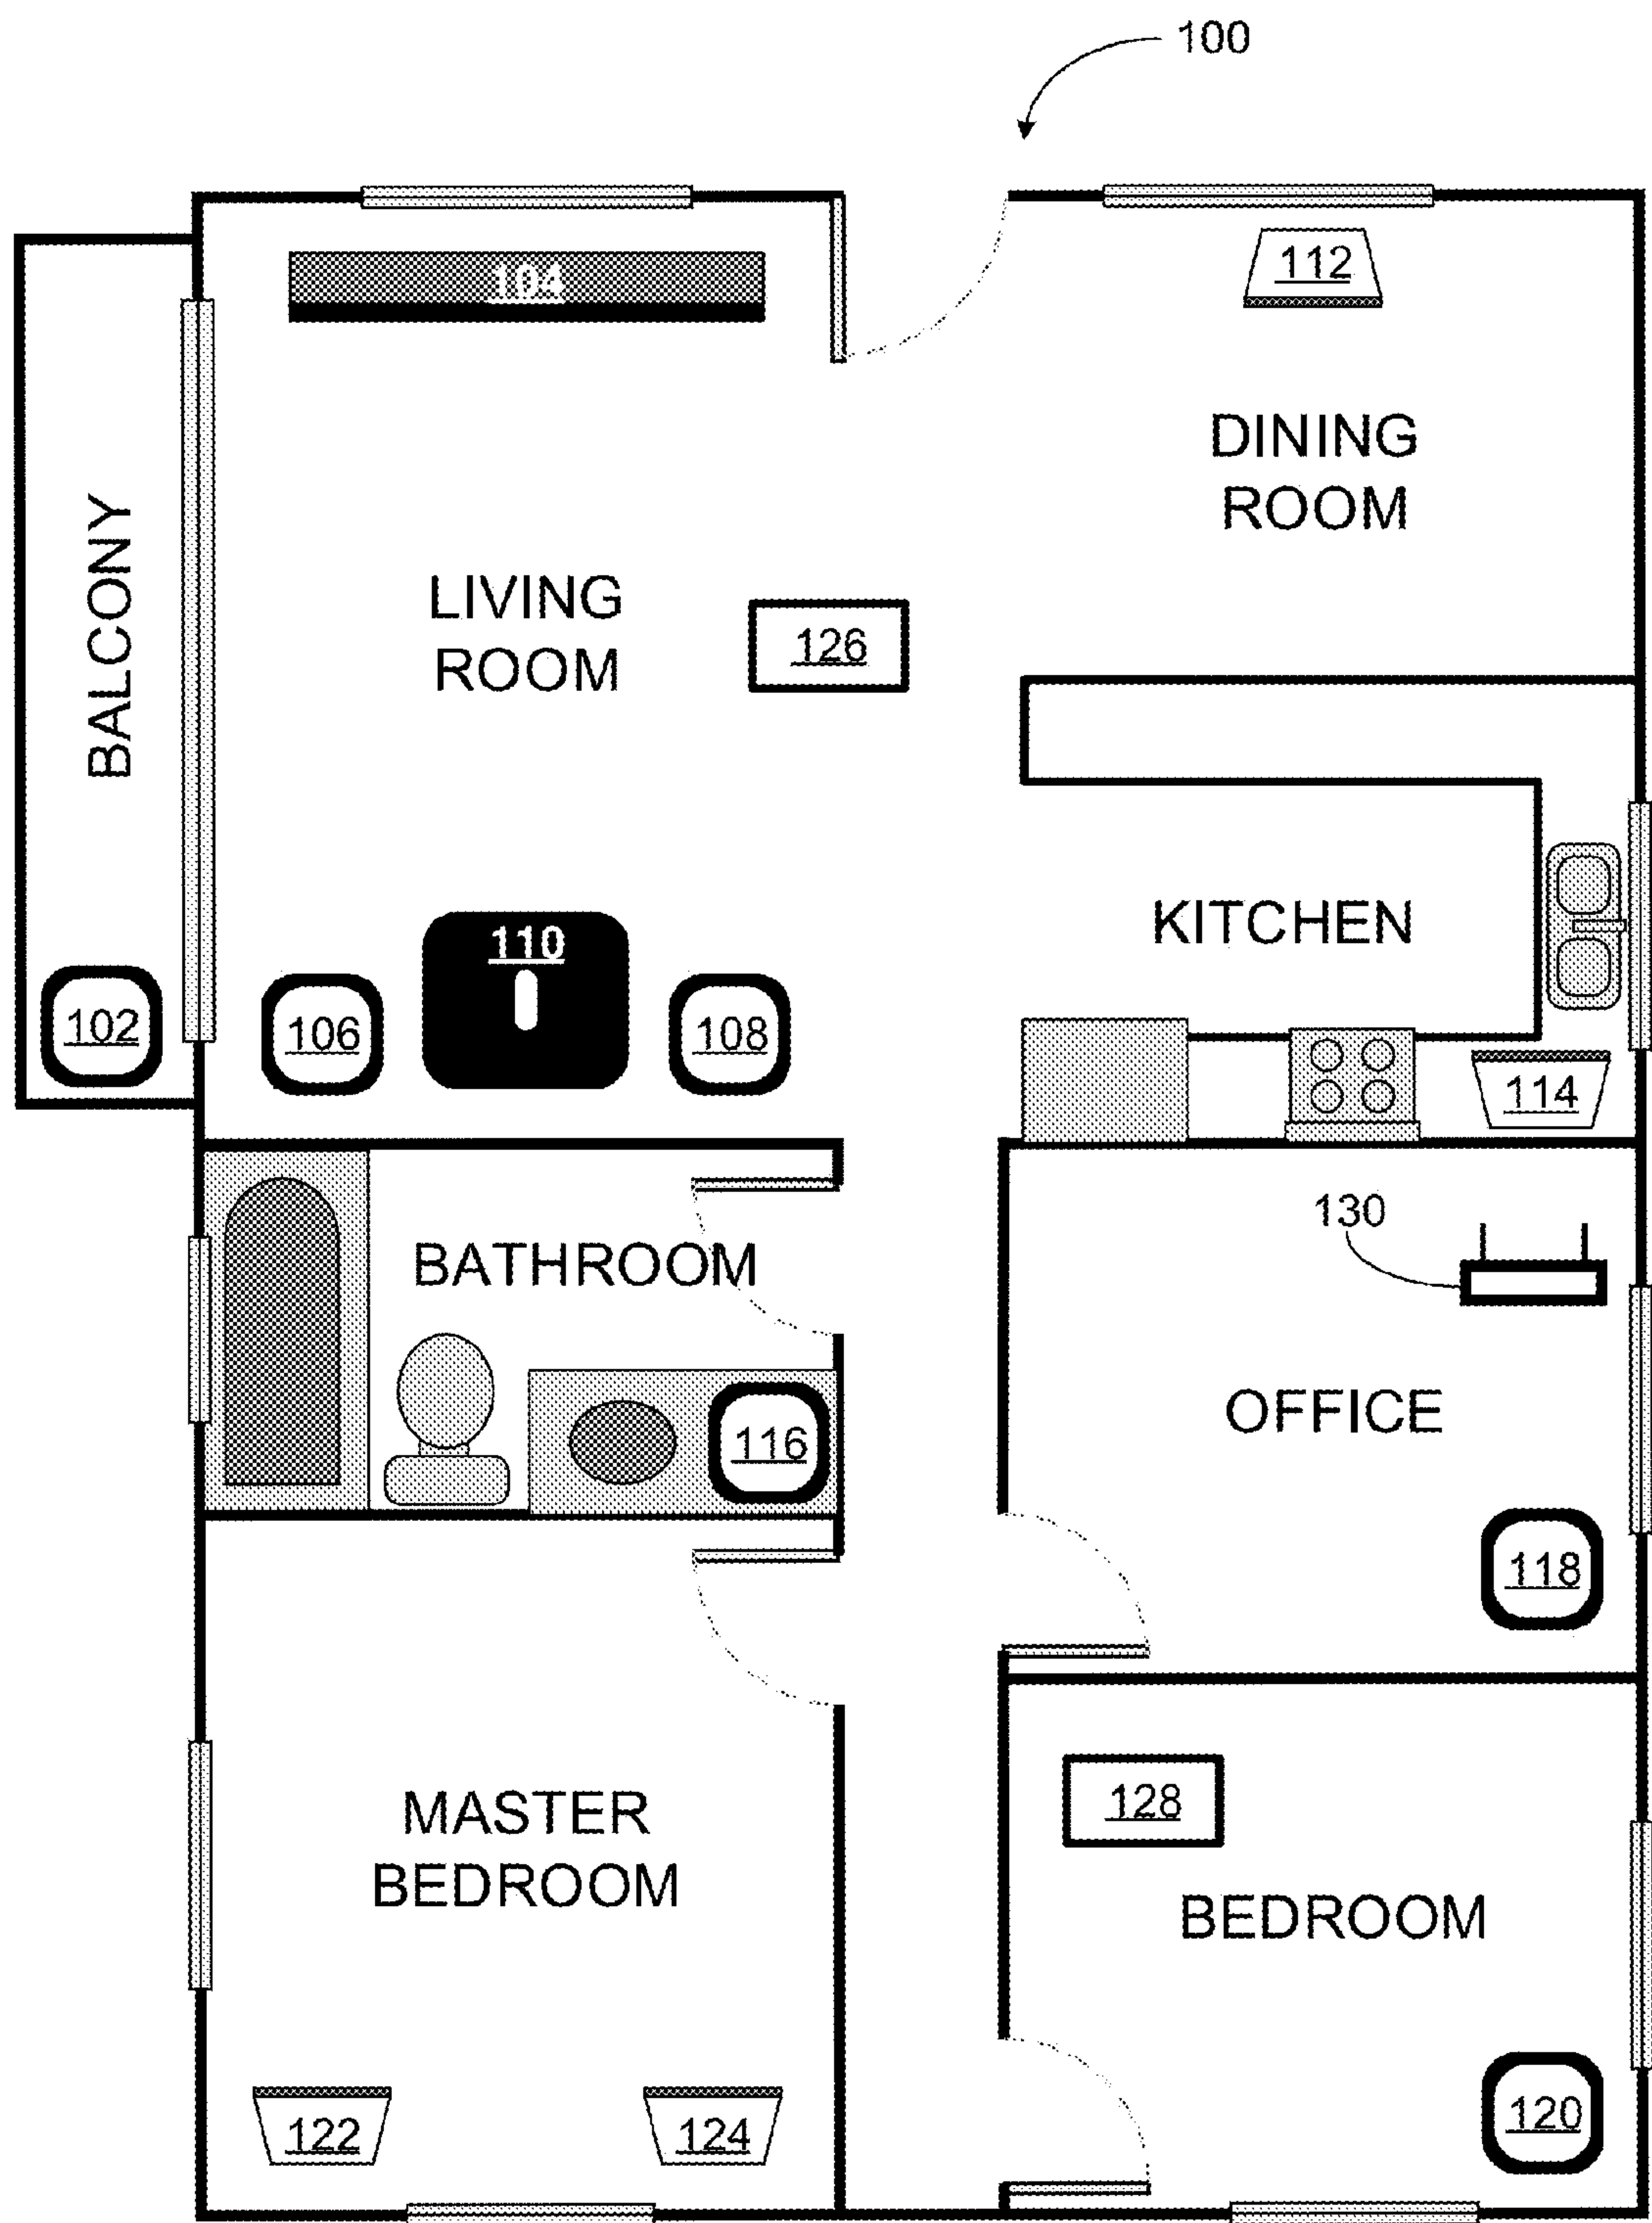 100
104
112
DINING
ROOM
BALCONY
LIVING
ROOM
126
KITCHEN
110
102
106
108
114
130
BATHROOM
OFFICE
116
118
MASTER
BEDROOM
128
BEDROOM
122
124
120